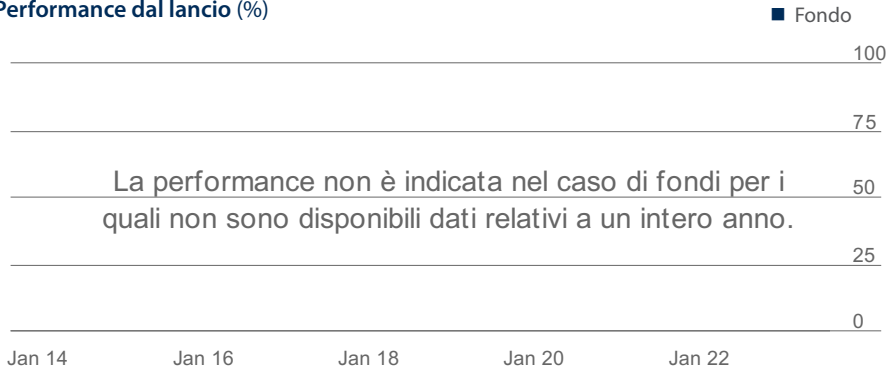 Performance dal lancio (%)
Fondo
100
75
La performance non è indicata nel caso di fondi per i
50
quali non sono disponibili dati relativi a un intero anno.
25
0
Jan 14 Jan 16 Jan 18 Jan 20 Jan 22